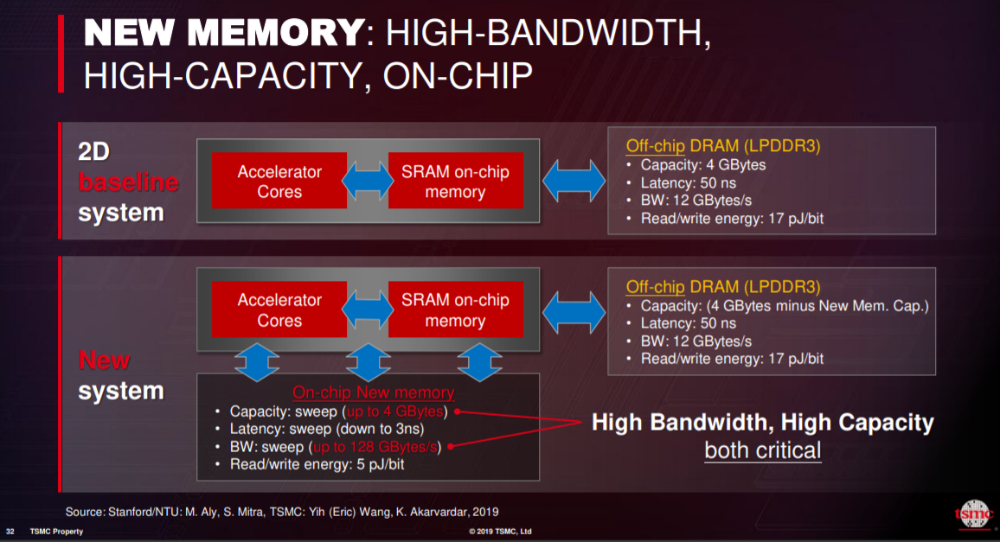 NEW MEMORY: HIGH-BANDWIDTH,
HIGH-CAPACITY, ON-CHIP
2D
baseline
system
Accelerator
Cores
SRAM on-chip
memory
Off-chip DRAM (LPDDR3)
• Capacity: 4 GBytes
• Latency: 50 ns
• BW: 12 GBytes/s
• Read/write energy: 17 pJ/bit
New
system
Accelerator
Cores
SRAM on-chip
memory
Off-chip DRAM (LPDDR3)
• Capacity: (4 GBytes minus New Mem. Cap.)
• Latency: 50 ns
• BW: 12 GBytes/s
• Read/write energy: 17 pJ/bit
On-chip New memory
• Capacity: sweep (up to 4 GBytes)
• Latency: sweep (down to 3ns)
• BW: sweep (up to 128 GBytes/s)
• Read/write energy: 5 pJ/bit
High Bandwidth, High Capacity
both critical
Source: Stanford/NTU: M. Aly, S. Mitra, TSMC: Yih (Eric) Wang, K. Akarvardar, 2019
32 TSMC Property
© 2019 TSMC, Ltd
tsmc